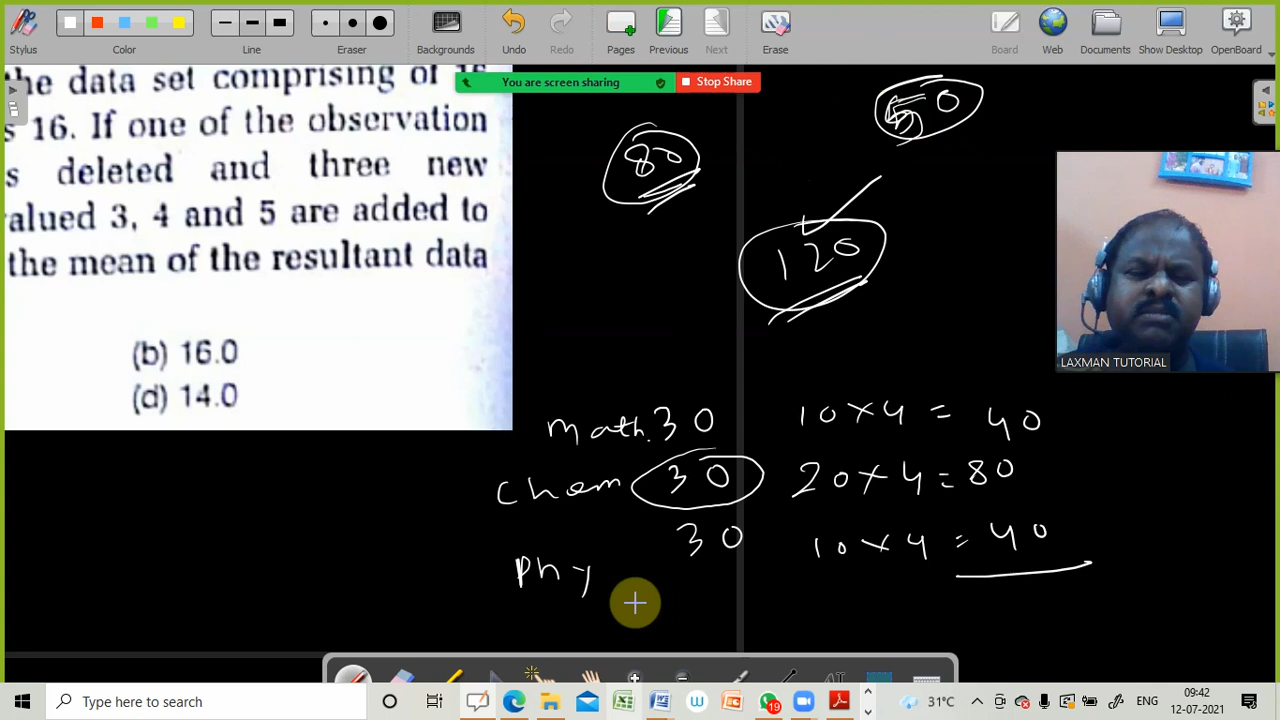 Stylus
Color
Line
Eraser
Backgrounds
Undo
Redo
Pages
Previous
Next
Erase
Board
Web
Documents
Show Desktop
OpenBoard
You are screen sharing
Stop Share
the data set comprising of 16
s 16. If one of the observation
s deleted and three new
alued 3, 4 and 5 are added to
the mean of the resultant data
(b) 16.0
(d) 14.0
80
50
120
LAXMAN TUTORIAL
Math. 30 10×4 = 40
Chem 30 20×4 = 80
30 10×4 = 40
Phy
Type here to search
19
31°C
ENG
09:42
12-07-2021